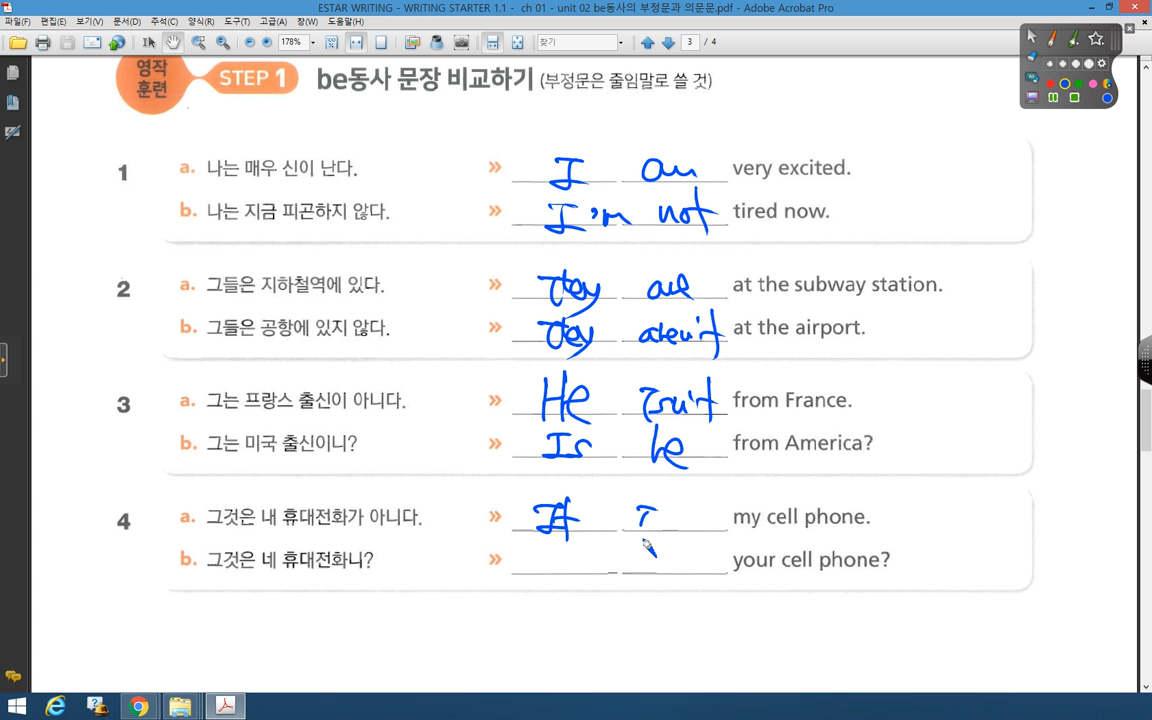 ESTAR WRITING - WRITING STARTER 1.1 - ch 01 - unit 02 be동사의 부정문과 의문문.pdf - Adobe Acrobat Pro
파일(F) 편집(E) 보기(V) 문서(D) 주석(C) 양식(R) 도구(T) 고급(A) 창(W) 도움말(H)
178% 찾기 3 / 4
영작 훈련 STEP 1 be동사 문장 비교하기 (부정문은 줄임말로 쓸 것)
1 a. 나는 매우 신이 난다. » I am very excited.
b. 나는 지금 피곤하지 않다. » I'm not tired now.
2 a. 그들은 지하철역에 있다. » They are at the subway station.
b. 그들은 공항에 있지 않다. » They aren't at the airport.
3 a. 그는 프랑스 출신이 아니다. » He isn't from France.
b. 그는 미국 출신이니? » Is he from America?
4 a. 그것은 내 휴대전화가 아니다. » It my cell phone.
b. 그것은 네 휴대전화니? » your cell phone?